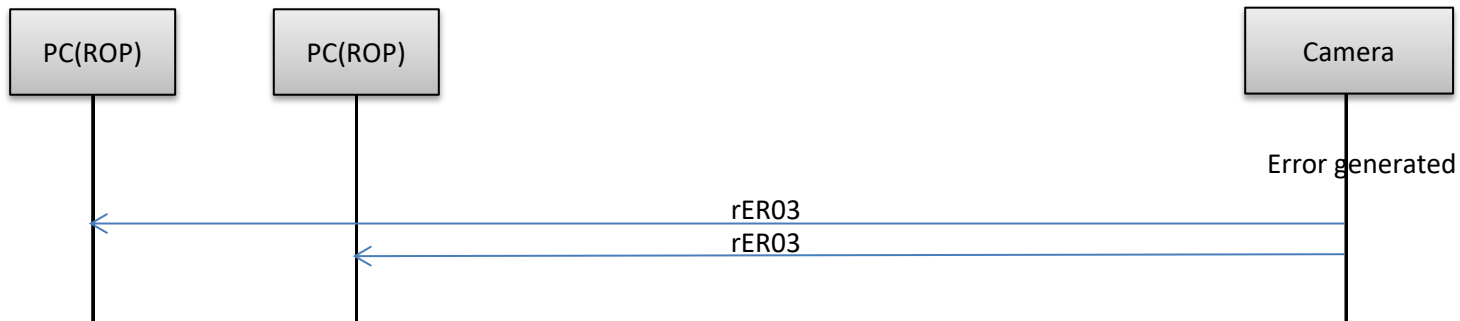 PC(ROP)
PC(ROP)
Camera
Error generated
rER03
rER03